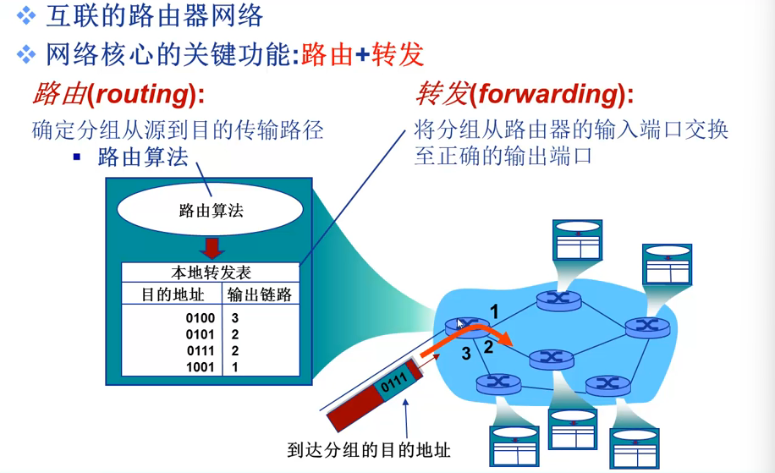 互联的路由器网络
网络核心的关键功能:路由+转发
路由(routing):
确定分组从源到目的传输路径
路由算法
转发(forwarding):
将分组从路由器的输入端口交换
至正确的输出端口
路由算法
本地转发表
目的地址 输出链路
0100 3
0101 2
0111 2
1001 1
1
3 2
0111
到达分组的目的地址